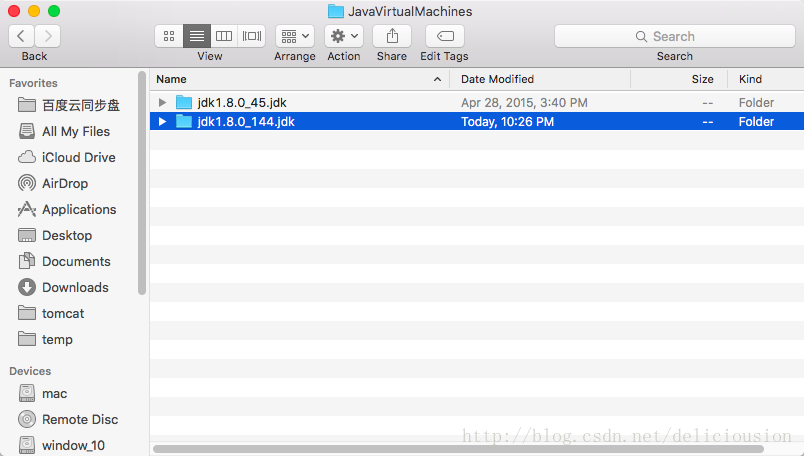 JavaVirtualMachines
Back
View
Arrange
Action
Share
Edit Tags
Search
Search
Favorites
百度云同步盘
All My Files
iCloud Drive
AirDrop
Applications
Desktop
Documents
Downloads
tomcat
temp
Devices
mac
Remote Disc
window_10
Name Date Modified Size Kind
jdk1.8.0_45.jdk Apr 28, 2015, 3:40 PM -- Folder
jdk1.8.0_144.jdk Today, 10:26 PM -- Folder
http://blog.csdn.net/deliciousion